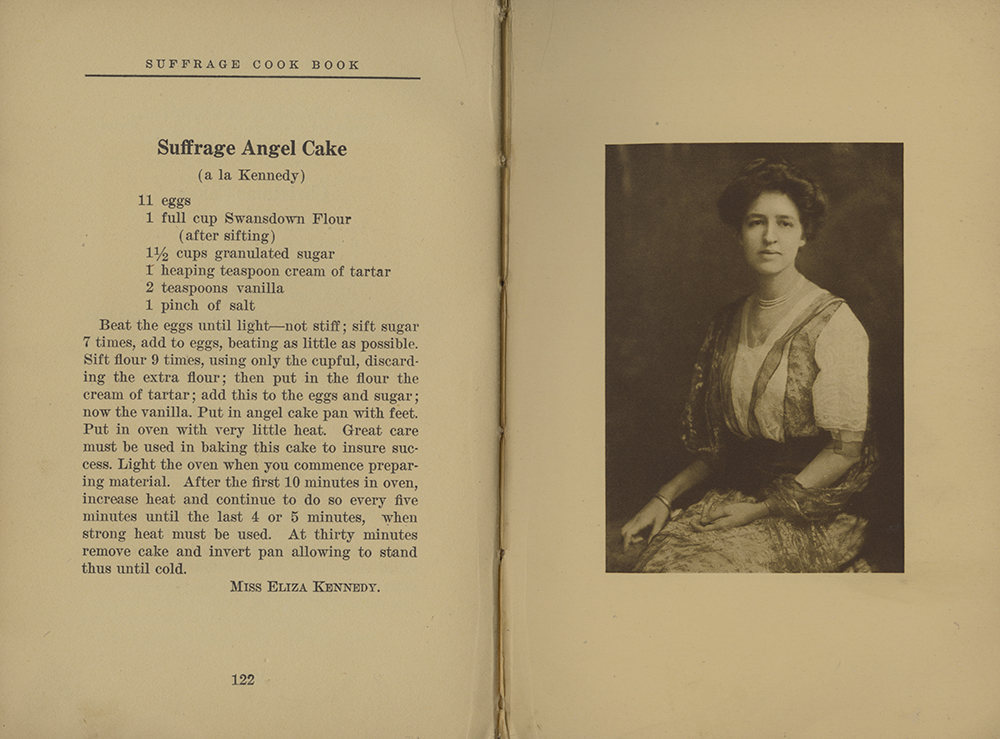 SUFFRAGE COOK BOOK
Suffrage Angel Cake
(a la Kennedy)
11 eggs
1 full cup Swansdown Flour
(after sifting)
1½ cups granulated sugar
1 heaping teaspoon cream of tartar
2 teaspoons vanilla
1 pinch of salt
Beat the eggs until light—not stiff; sift sugar
7 times, add to eggs, beating as little as possible.
Sift flour 9 times, using only the cupful, discard-
ing the extra flour; then put in the flour the
cream of tartar; add this to the eggs and sugar;
now the vanilla. Put in angel cake pan with feet.
Put in oven with very little heat. Great care
must be used in baking this cake to insure suc-
cess. Light the oven when you commence prepar-
ing material. After the first 10 minutes in oven,
increase heat and continue to do so every five
minutes until the last 4 or 5 minutes, when
strong heat must be used. At thirty minutes
remove cake and invert pan allowing to stand
thus until cold.
MISS ELIZA KENNEDY.
122